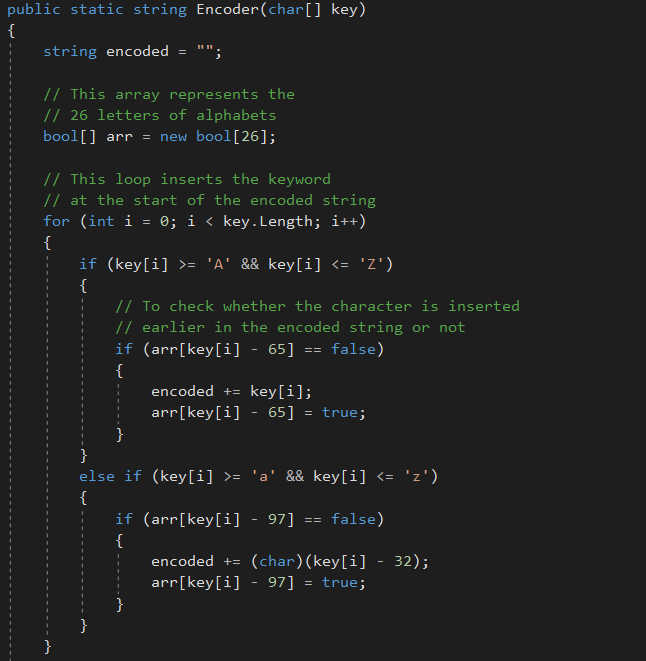 public static string Encoder(char[] key)
{
string encoded = "";
// This array represents the
// 26 letters of alphabets
bool[] arr = new bool[26];
// This loop inserts the keyword
// at the start of the encoded string
for (int i = 0; i < key.Length; i++)
{
if (key[i] >= 'A' && key[i] <= 'Z')
{
// To check whether the character is inserted
// earlier in the encoded string or not
if (arr[key[i] - 65] == false)
{
encoded += key[i];
arr[key[i] - 65] = true;
}
}
else if (key[i] >= 'a' && key[i] <= 'z')
{
if (arr[key[i] - 97] == false)
{
encoded += (char)(key[i] - 32);
arr[key[i] - 97] = true;
}
}
}